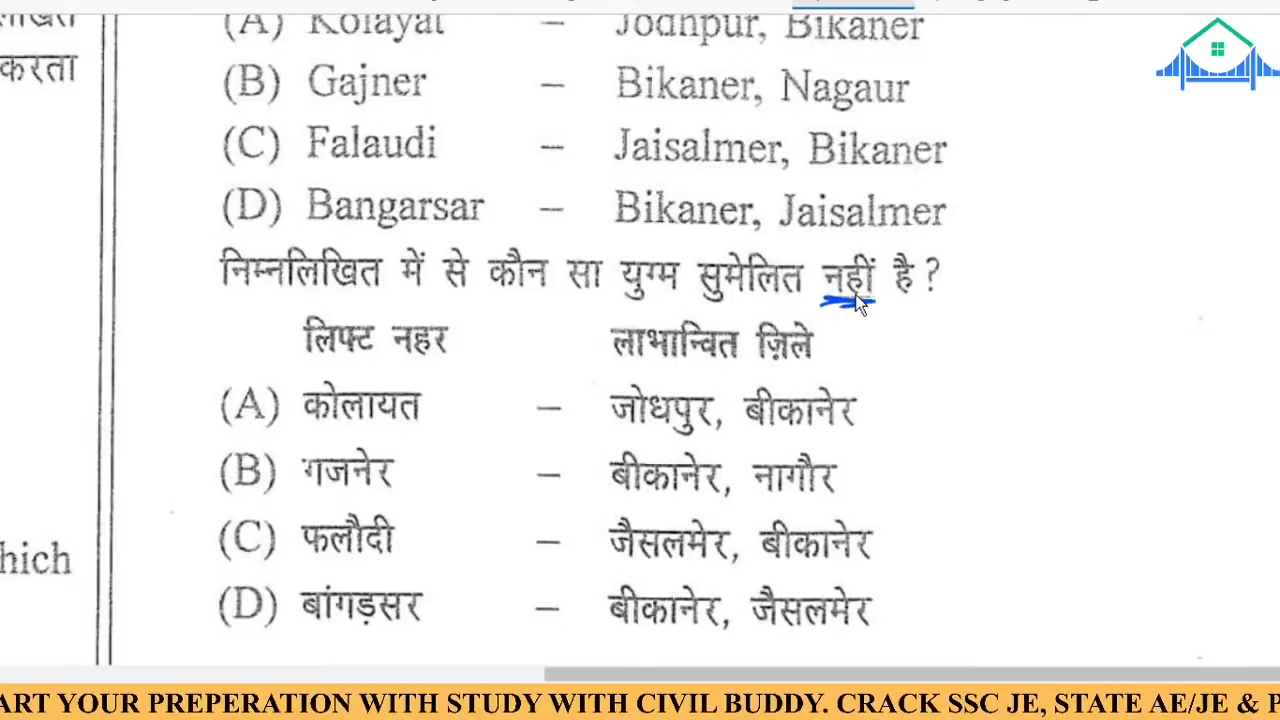 करता
(A) Kolayat – Jodhpur, Bikaner
(B) Gajner – Bikaner, Nagaur
(C) Falaudi – Jaisalmer, Bikaner
(D) Bangarsar – Bikaner, Jaisalmer
निम्नलिखित में से कौन सा युग्म सुमेलित नहीं है ?
लिफ्ट नहर लाभान्वित ज़िले
(A) कोलायत – जोधपुर, बीकानेर
(B) गजनेर – बीकानेर, नागौर
(C) फलौदी – जैसलमेर, बीकानेर
hich
(D) बांगड़सर – बीकानेर, जैसलमेर
ART YOUR PREPERATION WITH STUDY WITH CIVIL BUDDY. CRACK SSC JE, STATE AE/JE & P